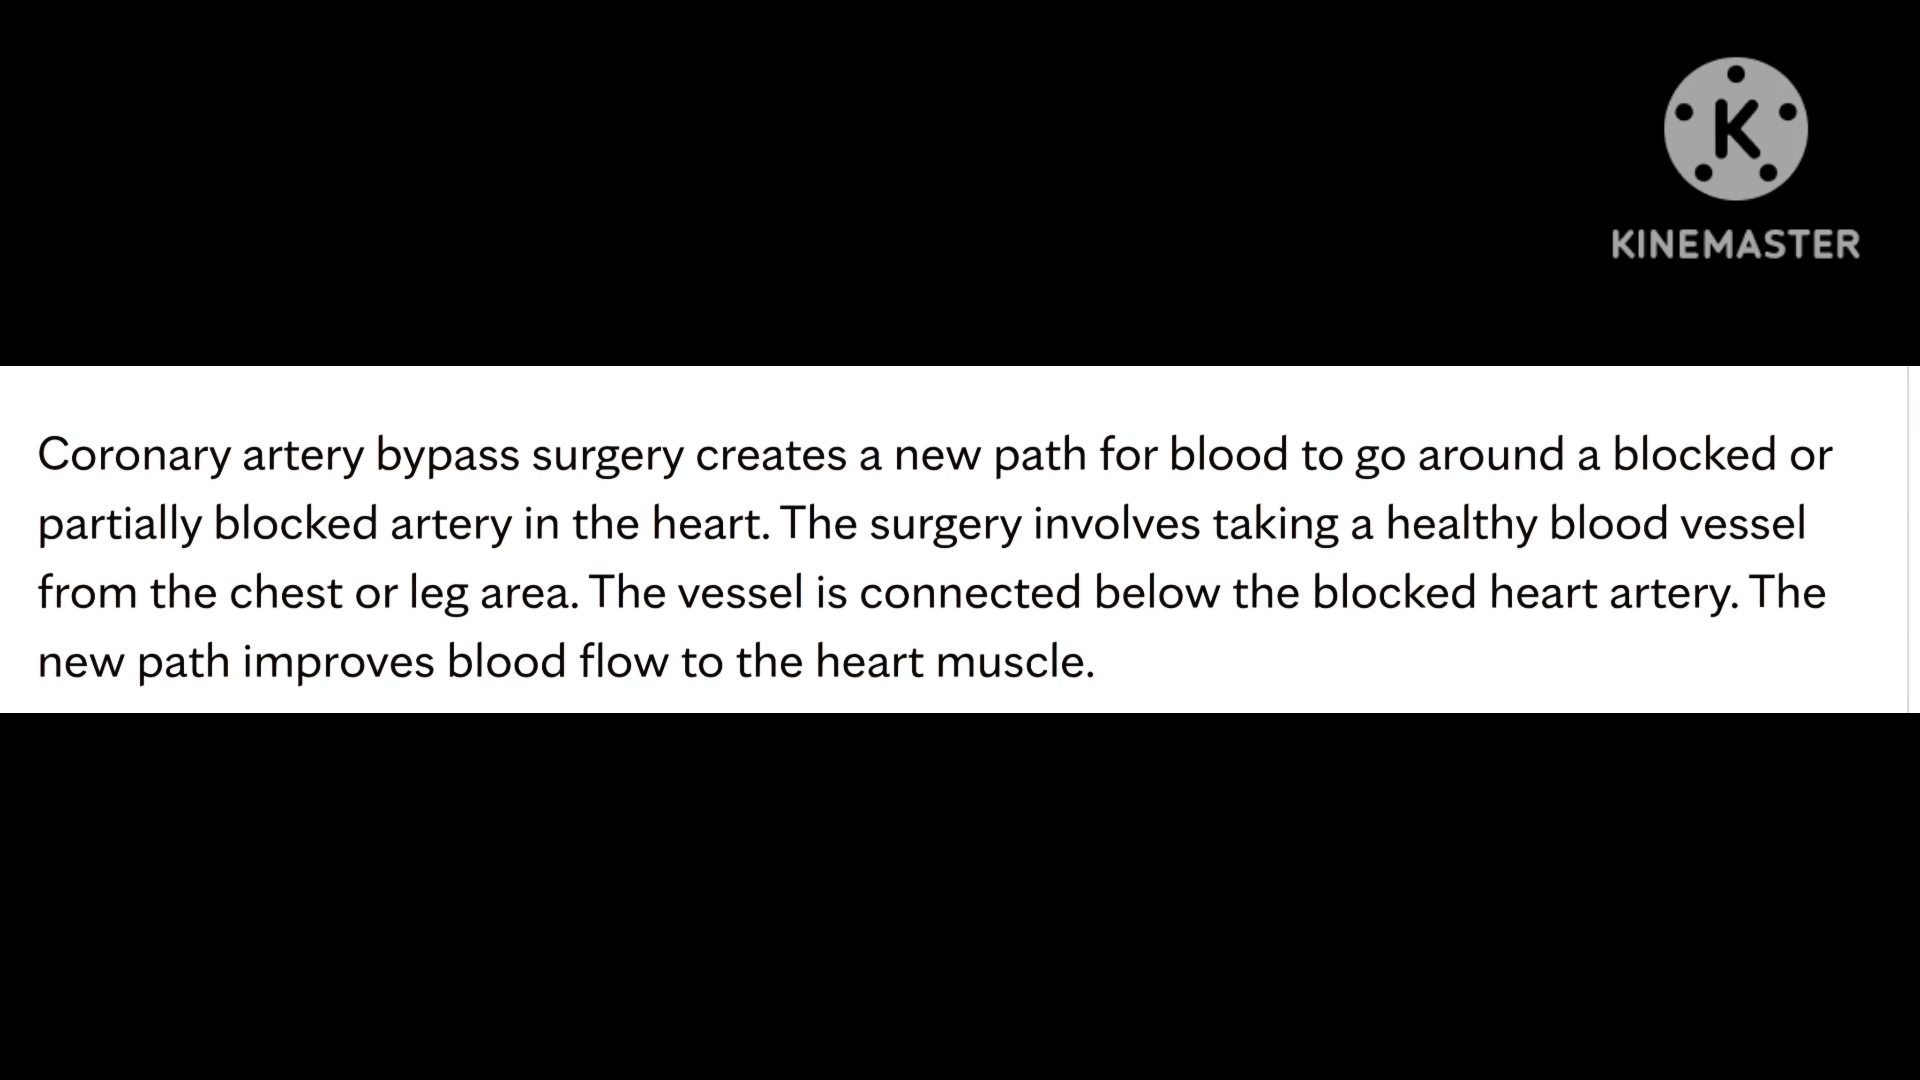 K
KINEMASTER
Coronary artery bypass surgery creates a new path for blood to go around a blocked or
partially blocked artery in the heart. The surgery involves taking a healthy blood vessel
from the chest or leg area. The vessel is connected below the blocked heart artery. The
new path improves blood flow to the heart muscle.